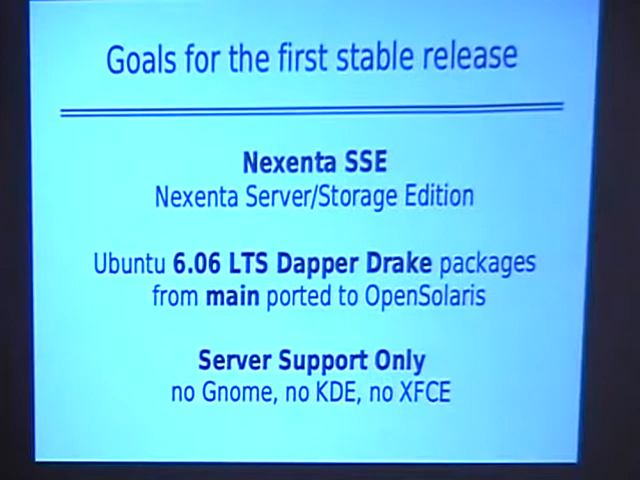 Goals for the first stable release
Nexenta SSE
Nexenta Server/Storage Edition
Ubuntu 6.06 LTS Dapper Drake packages
from main ported to OpenSolaris
Server Support Only
no Gnome, no KDE, no XFCE